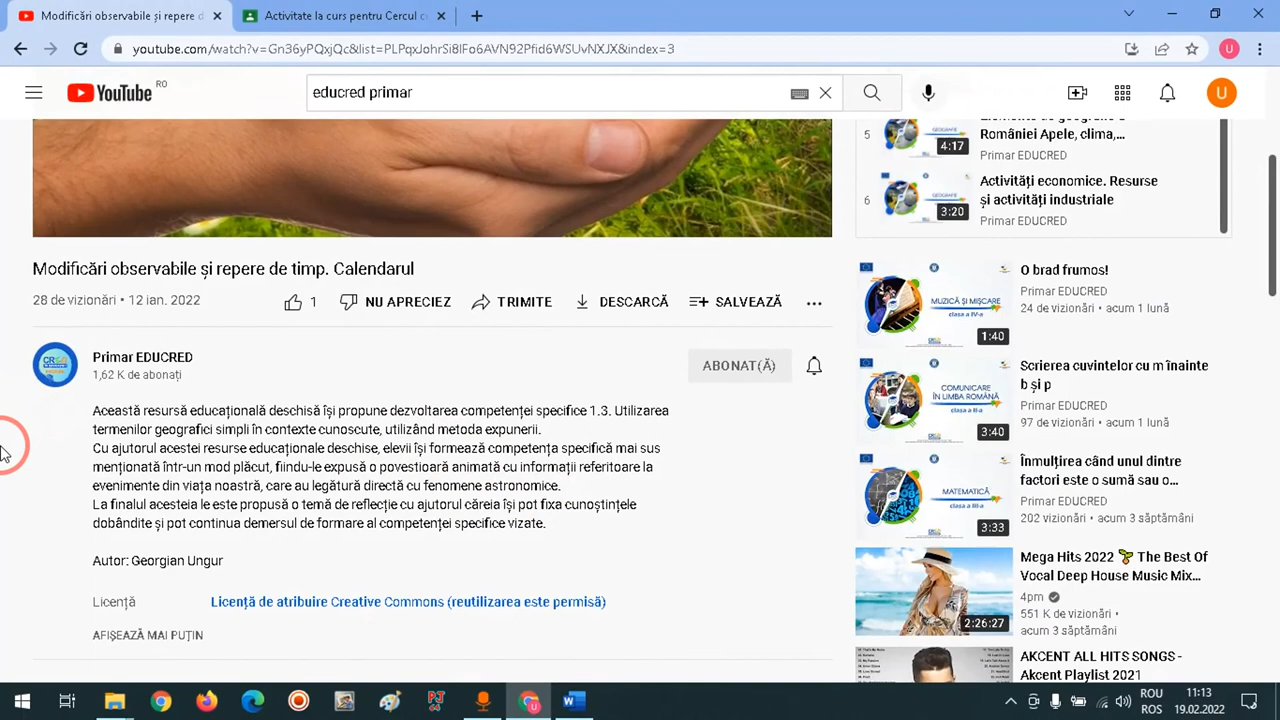 Modificări observabile și repere d
Activitate la curs pentru Cercul c
youtube.com/watch?v=Gn36yPQxjQc&list=PLPqxJohrSi8lFo6AVN92Pfid6WSUvNXJX&index=3
U
YouTube RO
educred primar
U
5
4:17
României Apele, clima,...
Primar EDUCRED
6
3:20
Activități economice. Resurse
și activități industriale
Primar EDUCRED
Modificări observabile și repere de timp. Calendarul
28 de vizionări • 12 ian. 2022
1
NU APRECIEZ
TRIMITE
DESCARCĂ
SALVEAZĂ
Primar EDUCRED
1,62 K de abonați
ABONAT(Ă)
Această resursă educațională deschisă își propune dezvoltarea competenței specifice 1.3. Utilizarea
termenilor geografici simpli în contexte cunoscute, utilizând metoda expunerii.
Cu ajutorul acestei resurse educaționale deschise, elevii își formează competența specifică mai sus
menționată într-un mod plăcut, fiindu-le expusă o povestioară animată cu informații referitoare la
evenimente din viața noastră, care au legătură directă cu fenomene astronomice.
La finalul acesteia le este propusă o temă de reflecție cu ajutorul căreia își pot fixa cunoștințele
dobândite și pot continua demersul de formare al competenței specifice vizate.
Autor: Georgian Ungur
Licență
Licență de atribuire Creative Commons (reutilizarea este permisă)
AFIȘEAZĂ MAI PUȚIN
MUZICĂ ȘI MIȘCARE
clasa a IV-a
1:40
O brad frumos!
Primar EDUCRED
24 de vizionări • acum 1 lună
COMUNICARE
ÎN LIMBA ROMÂNĂ
clasa a II-a
3:40
Scrierea cuvintelor cu m înainte
b și p
Primar EDUCRED
97 de vizionări • acum 1 lună
MATEMATICĂ
clasa a III-a
3:33
Înmulțirea când unul dintre
factori este o sumă sau o...
Primar EDUCRED
202 vizionări • acum 3 săptămâni
2:26:27
Mega Hits 2022 🌴 The Best Of
Vocal Deep House Music Mix...
4pm
551 K de vizionări •
acum 3 săptămâni
AKCENT ALL HITS SONGS -
Akcent Playlist 2021
ROU
ROS
11:13
19.02.2022